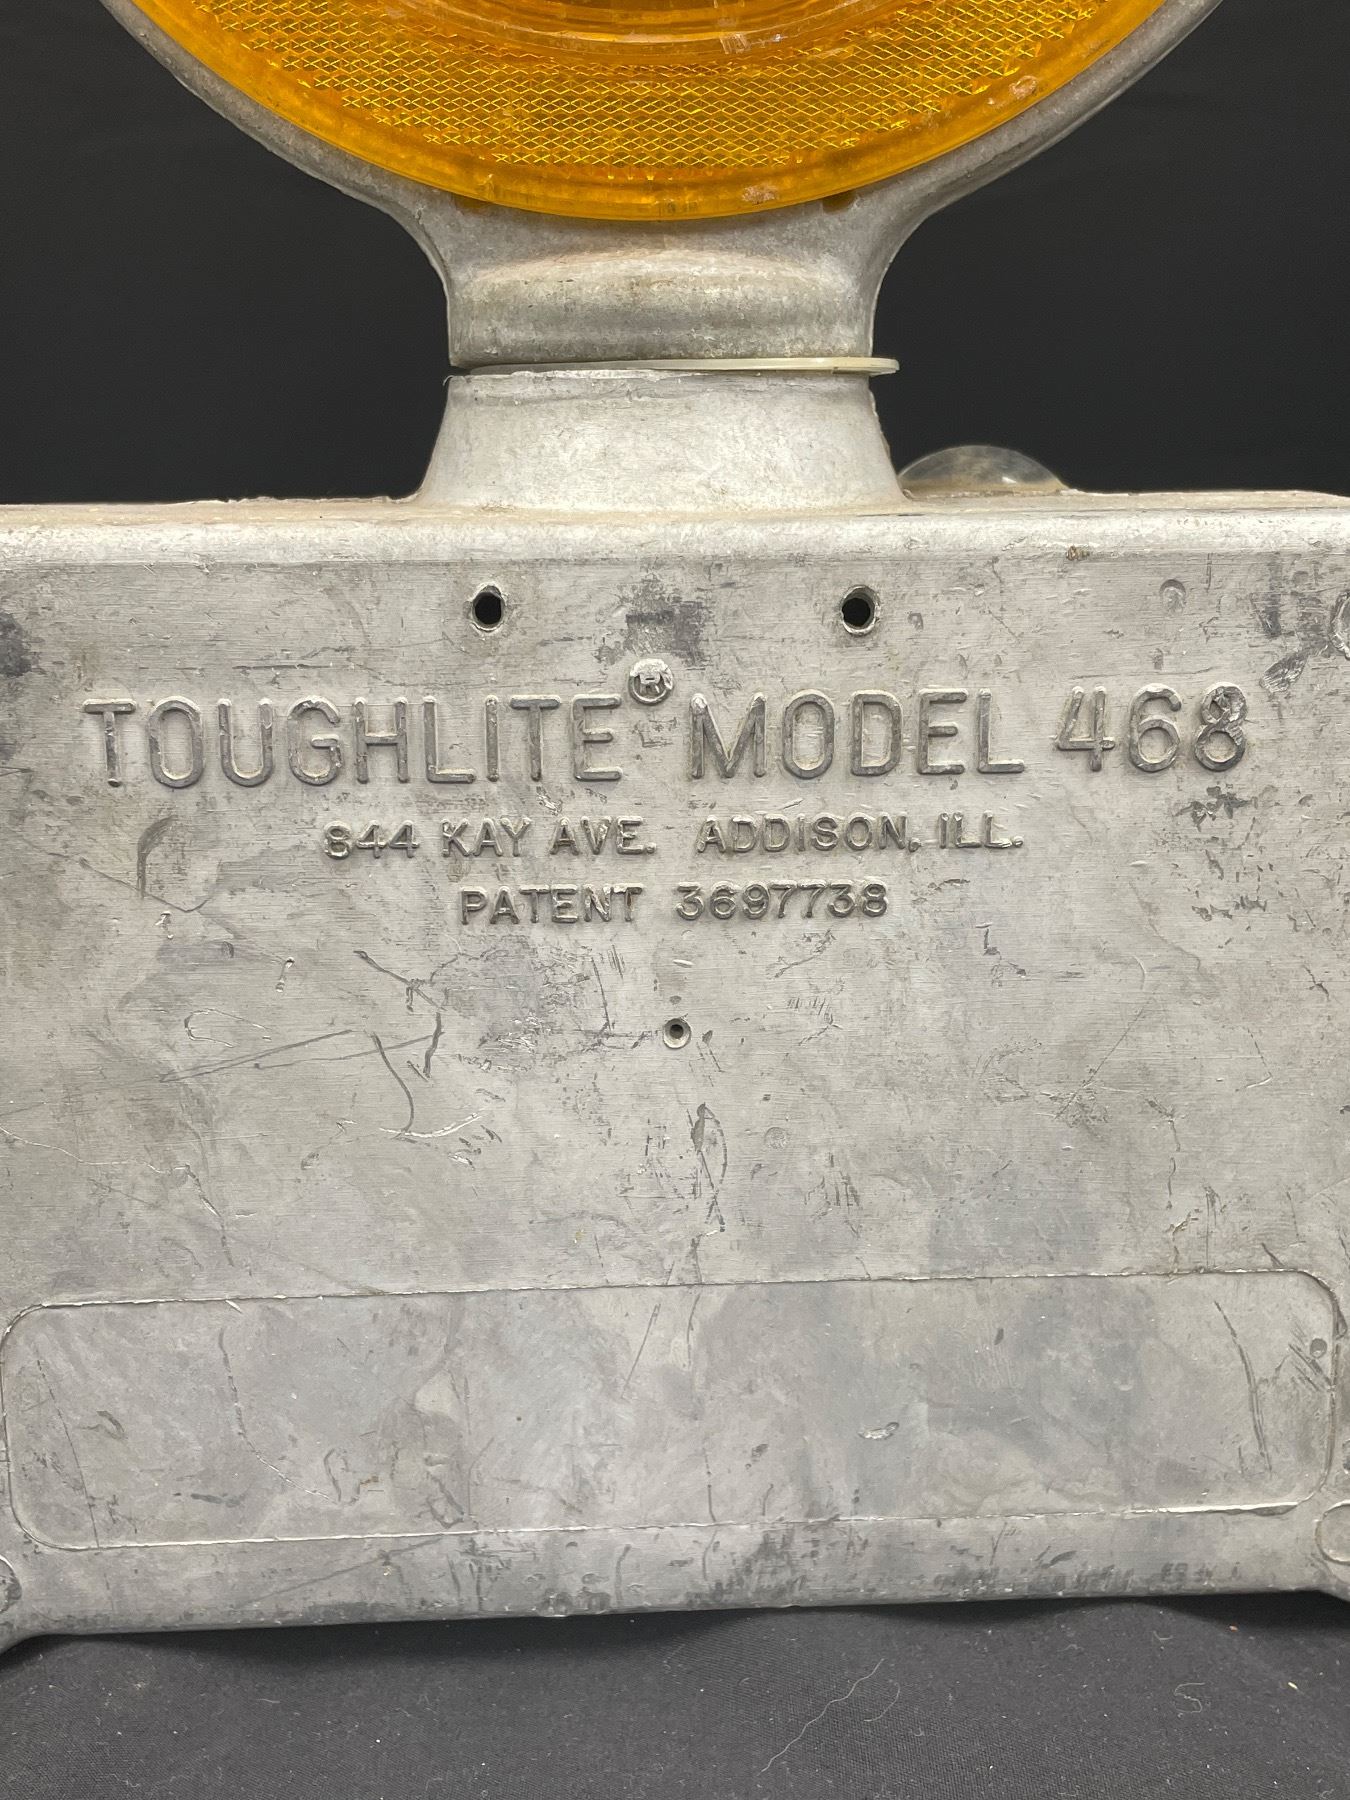 TOUGHLITE® MODEL 468
844 KAY AVE. ADDISON, ILL.
PATENT 3697738